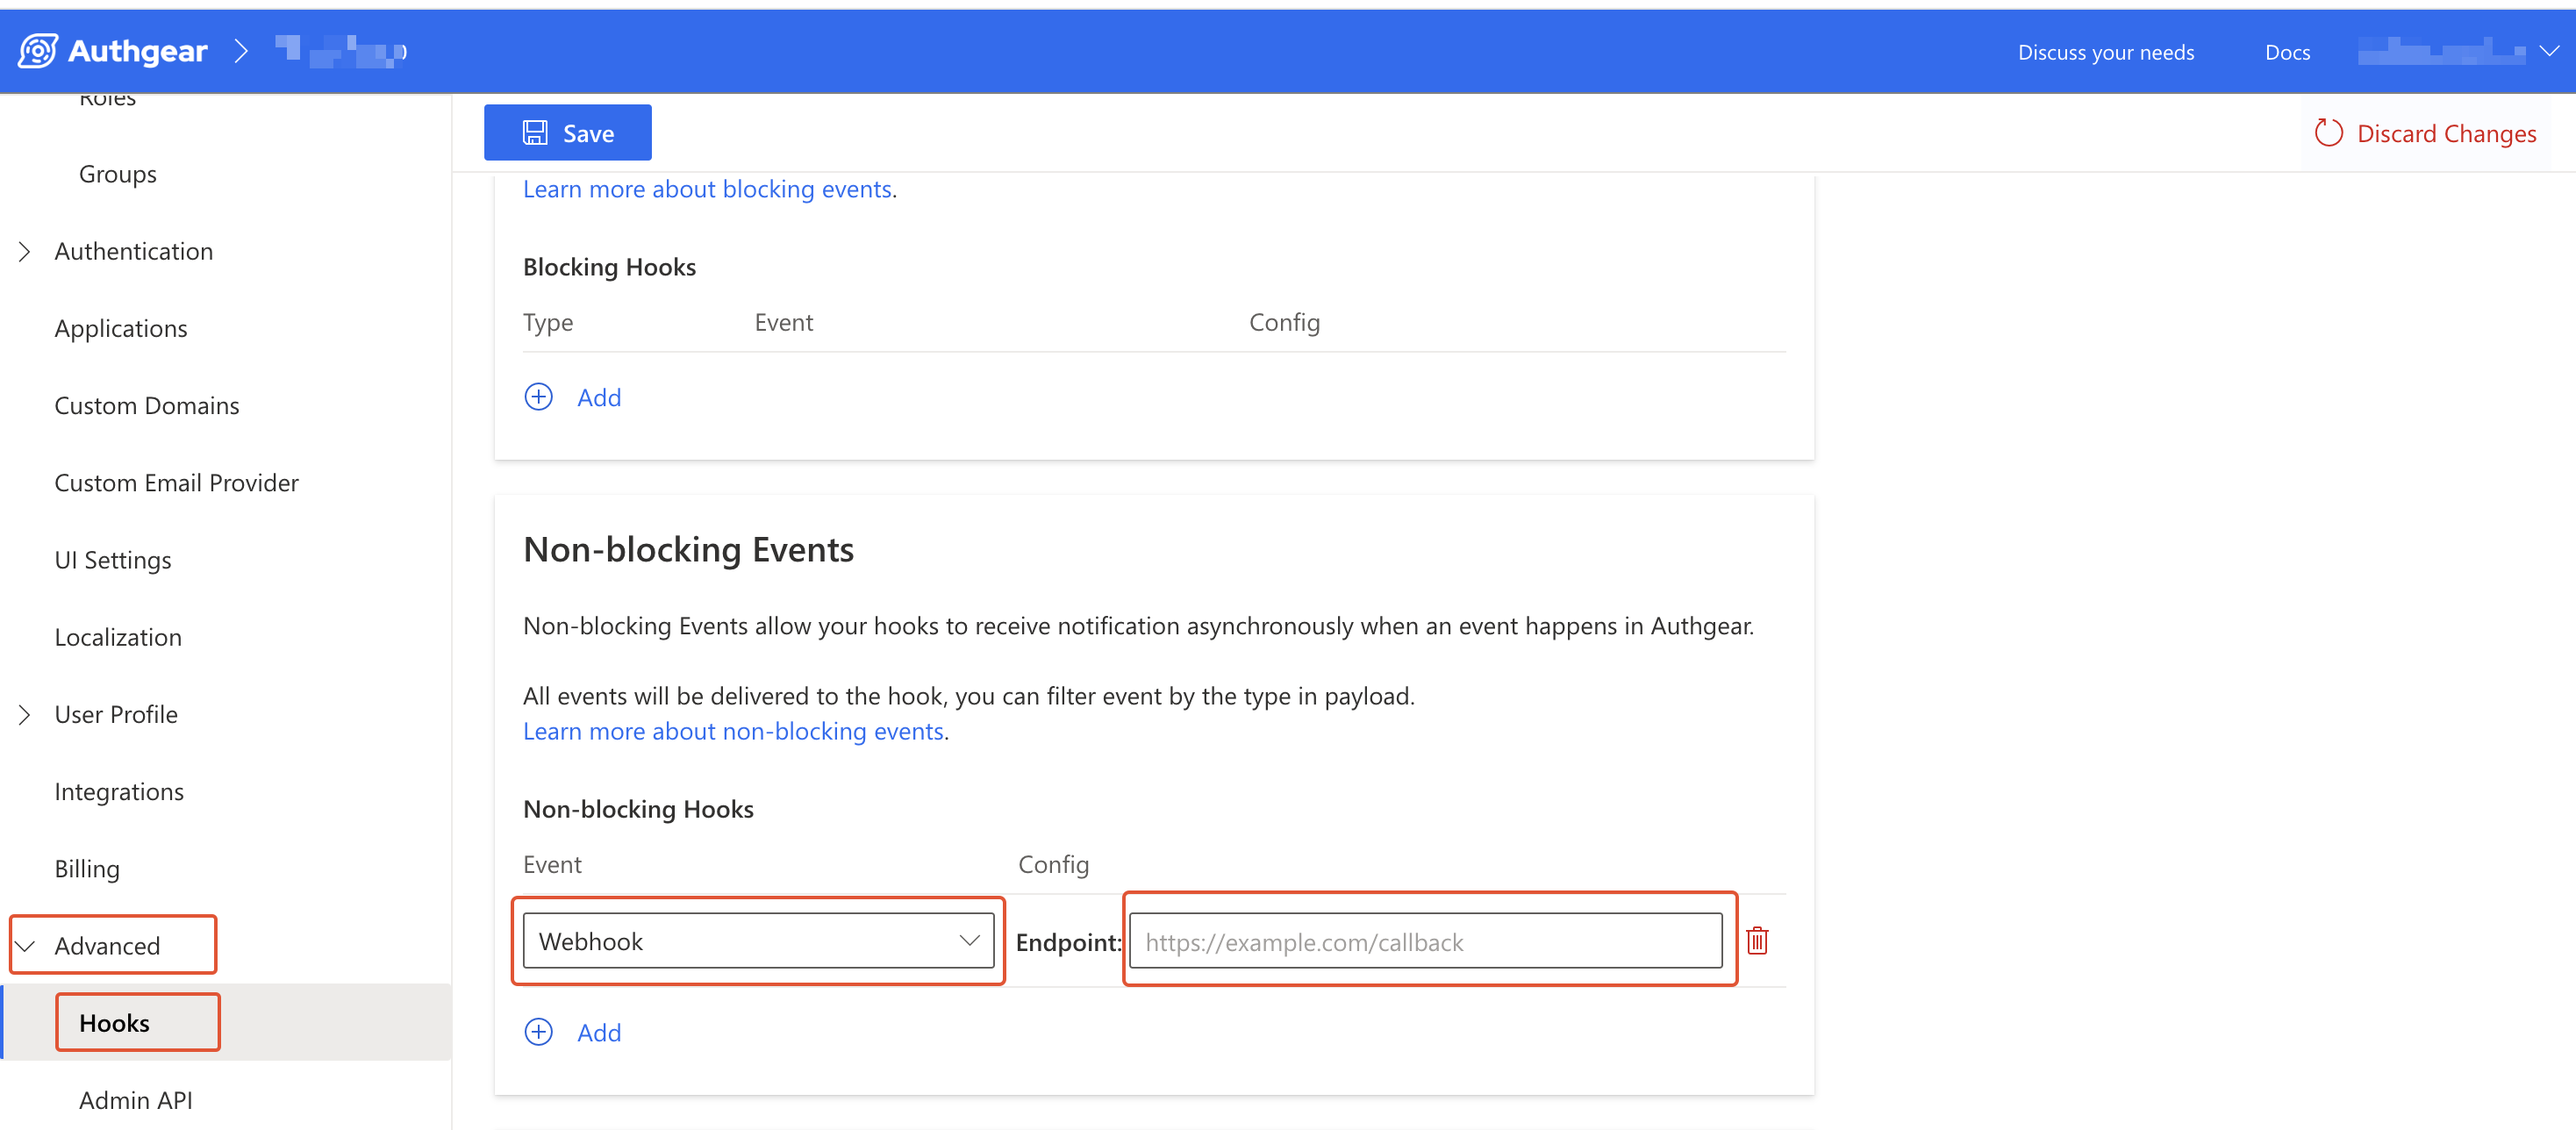 Authgear
Discuss your needs
Docs
Roles
Groups
Authentication
Applications
Custom Domains
Custom Email Provider
UI Settings
Localization
User Profile
Integrations
Billing
Advanced
Hooks
Admin API
Save
Discard Changes
Learn more about blocking events.
Blocking Hooks
Type Event Config
Add
Non-blocking Events
Non-blocking Events allow your hooks to receive notification asynchronously when an event happens in Authgear.
All events will be delivered to the hook, you can filter event by the type in payload.
Learn more about non-blocking events.
Non-blocking Hooks
Event Config
Webhook Endpoint: https://example.com/callback
Add